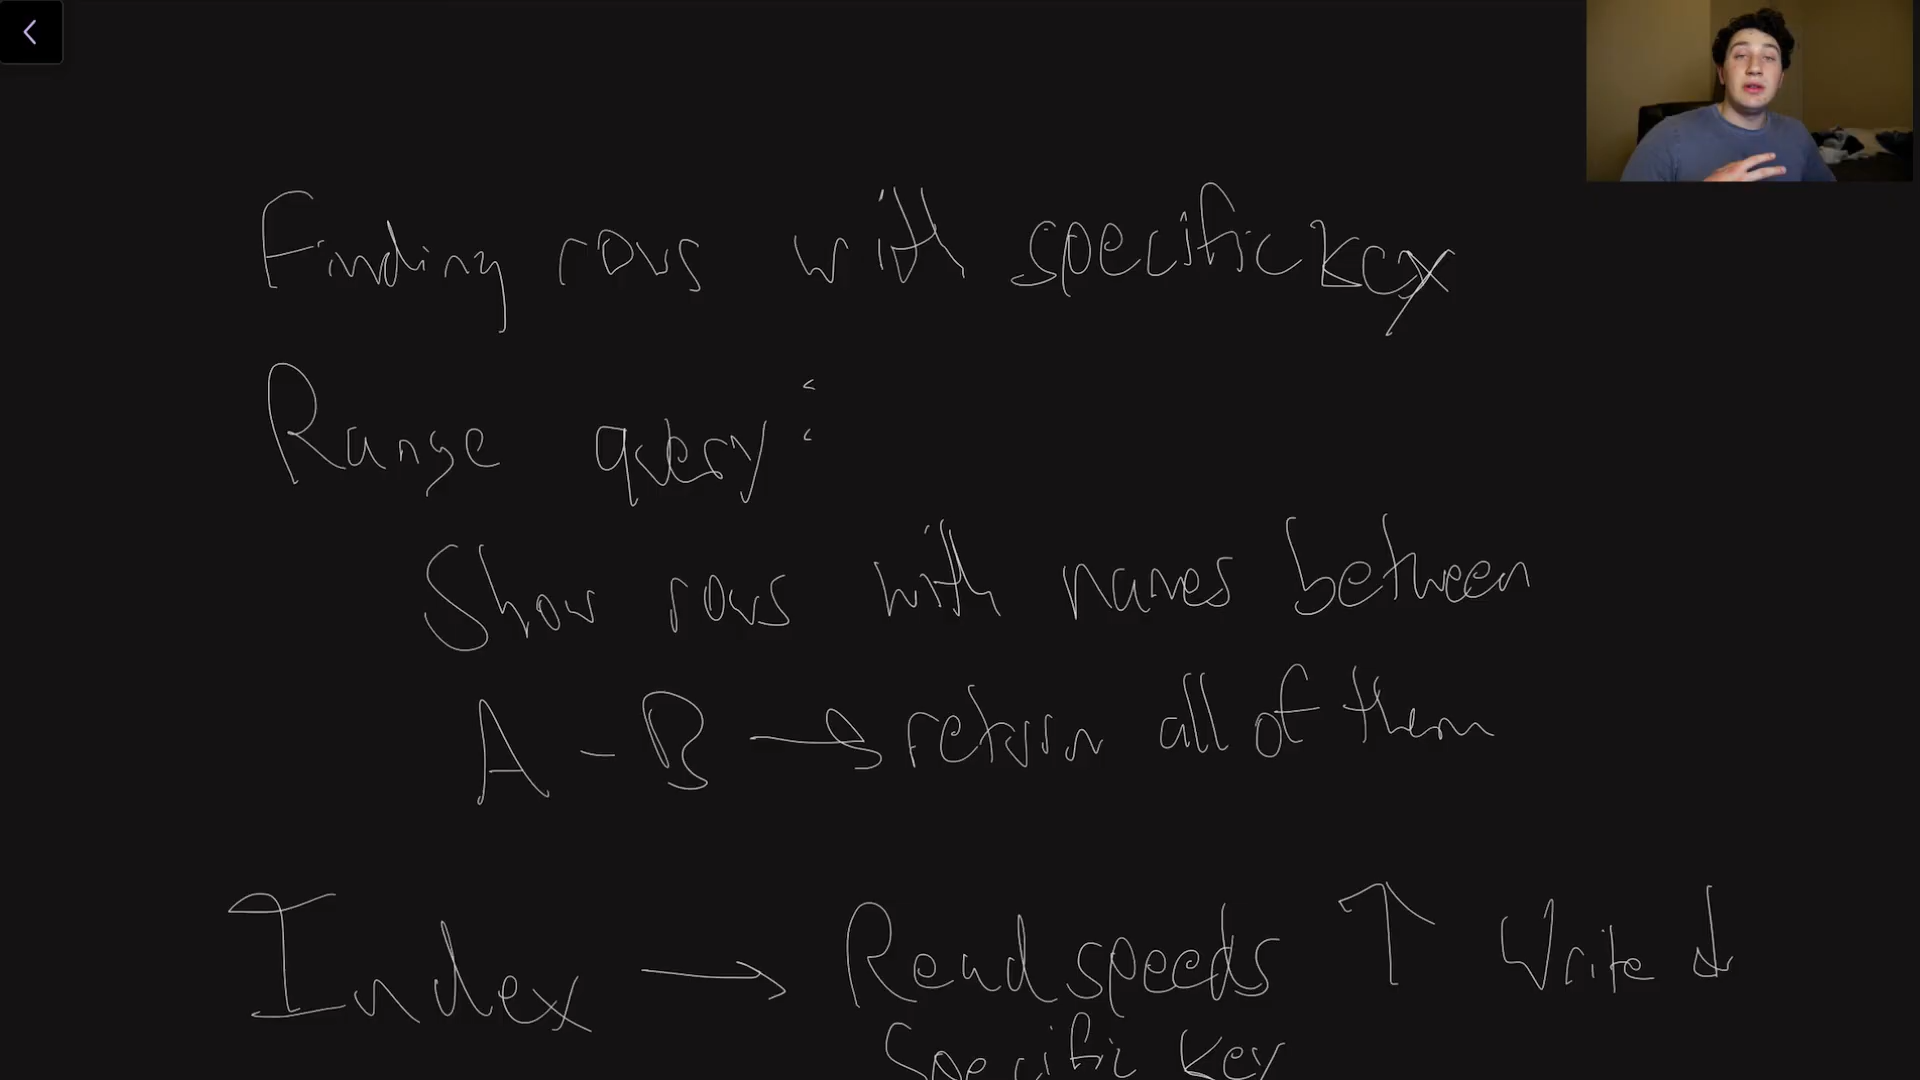 Finding rows with specific key
Range query:
Show rows with names between
A - B → return all of them
Index → Read speeds ↑ Write ↓
Specific key